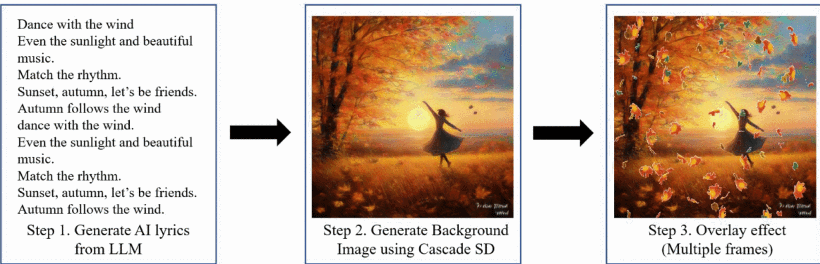 Dance with the wind
Even the sunlight and beautiful
music.
Match the rhythm.
Sunset, autumn, let's be friends.
Autumn follows the wind
dance with the wind.
Even the sunlight and beautiful
music.
Match the rhythm.
Sunset, autumn, let's be friends.
Autumn follows the wind.
Step 1. Generate AI lyrics
from LLM
Step 2. Generate Background
Image using Cascade SD
Step 3. Overlay effect
(Multiple frames)